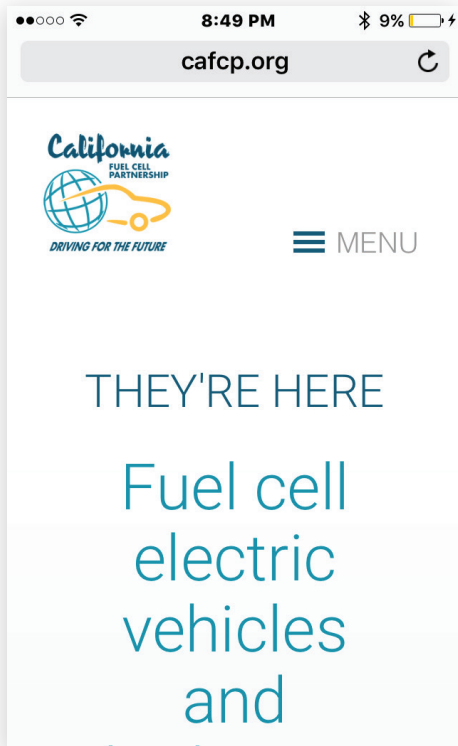 8:49 PM
9%
cafcp.org
California
FUEL CELL
PARTNERSHIP
DRIVING FOR THE FUTURE
MENU
THEY'RE HERE
Fuel cell
electric
vehicles
and